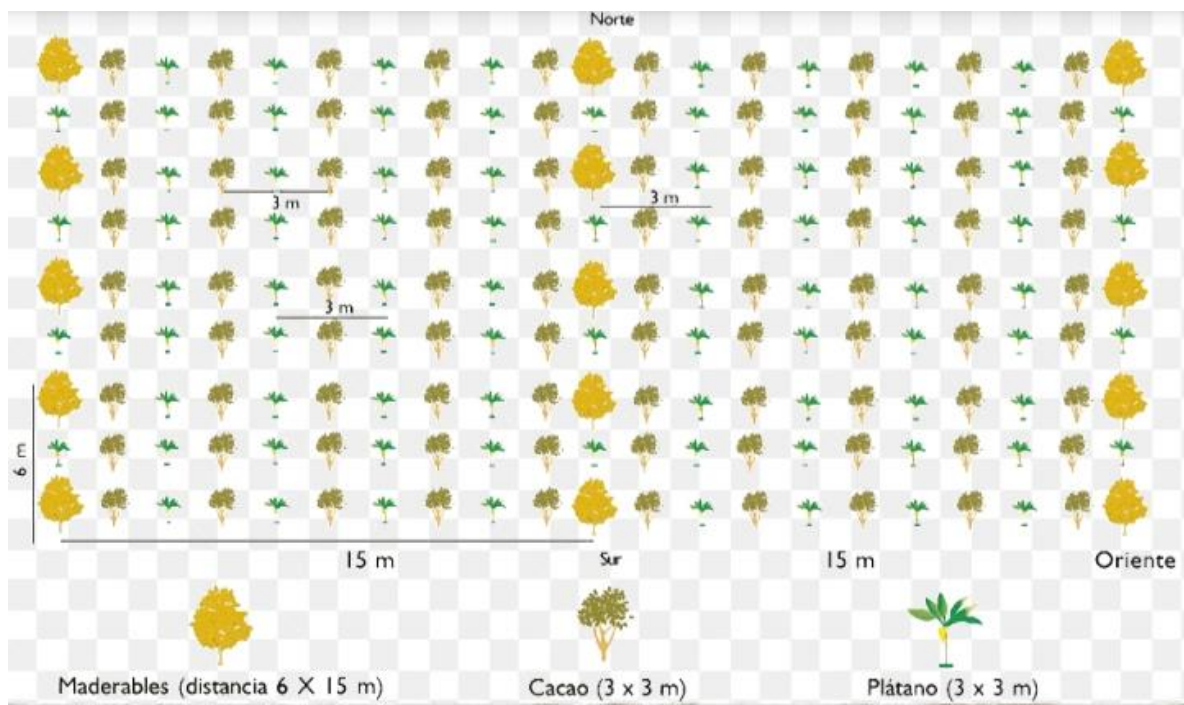 Norte
3 m
3 m
3 m
6 m
15 m
Sur
15 m
Oriente
Maderables (distancia 6 X 15 m)
Cacao (3 x 3 m)
Plátano (3 x 3 m)